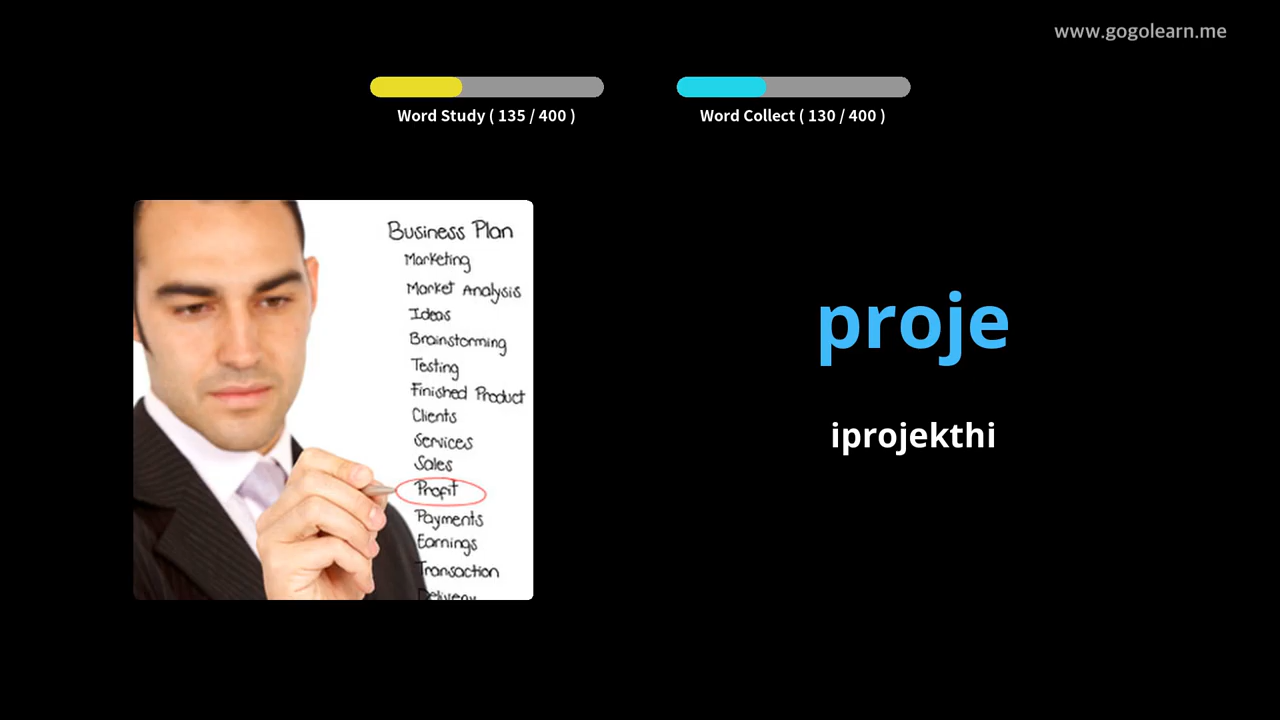 www.gogolearn.me
Word Study ( 135 / 400 )
Word Collect ( 130 / 400 )
Business Plan
Marketing
Market Analysis
Ideas
Brainstorming
Testing
Finished Product
Clients
Services
Sales
Profit
Payments
Earnings
Transaction
Delivery
proje
iprojekthi